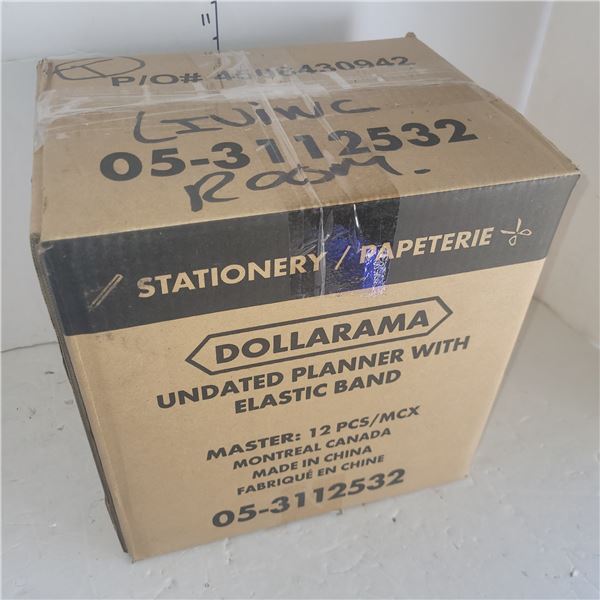 P/O# 4500430942
LIVING
05-3112532
ROOM.
/ STATIONERY / PAPETERIE
DOLLARAMA
UNDATED PLANNER WITH
ELASTIC BAND
MASTER: 12 PCS/MCX
MONTREAL CANADA
MADE IN CHINA
FABRIQUÉ EN CHINE
05-3112532